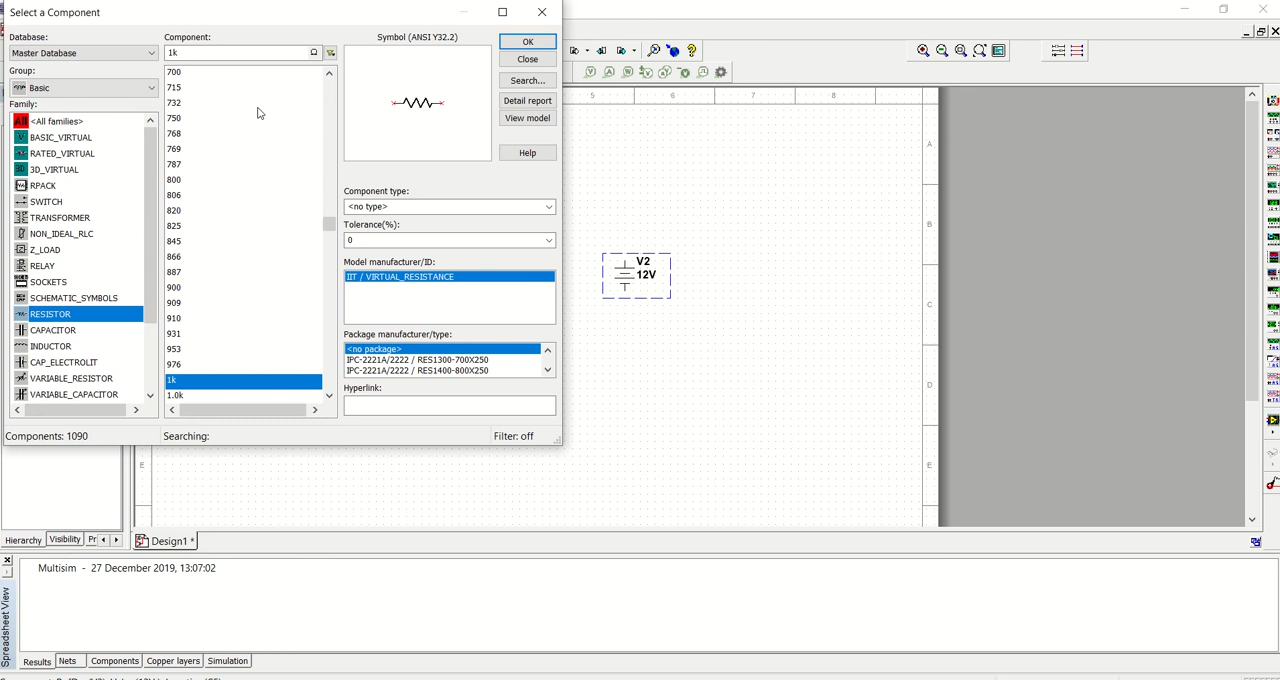 Select a Component
Database:
Master Database
Group:
Basic
Family:
All <All families>
BASIC_VIRTUAL
RATED_VIRTUAL
3D_VIRTUAL
RPACK
SWITCH
TRANSFORMER
NON_IDEAL_RLC
Z_LOAD
RELAY
SOCKETS
SCHEMATIC_SYMBOLS
RESISTOR
CAPACITOR
INDUCTOR
CAP_ELECTROLIT
VARIABLE_RESISTOR
VARIABLE_CAPACITOR
Component:
1k Ω
700
715
732
750
768
769
787
800
806
820
825
845
866
887
900
909
910
931
953
976
1k
1.0k
Symbol (ANSI Y32.2)
OK
Close
Search...
Detail report
View model
Help
Component type:
<no type>
Tolerance(%):
0
Model manufacturer/ID:
IIT / VIRTUAL_RESISTANCE
Package manufacturer/type:
<no package>
IPC-2221A/2222 / RES1300-700X250
IPC-2221A/2222 / RES1400-800X250
Hyperlink:
Components: 1090
Searching:
Filter: off
5 6 7 8
A
B
C
D
E
E
V2
12V
Hierarchy
Visibility
Pr
Design1 *
Multisim - 27 December 2019, 13:07:02
Spreadsheet View
Results
Nets
Components
Copper layers
Simulation